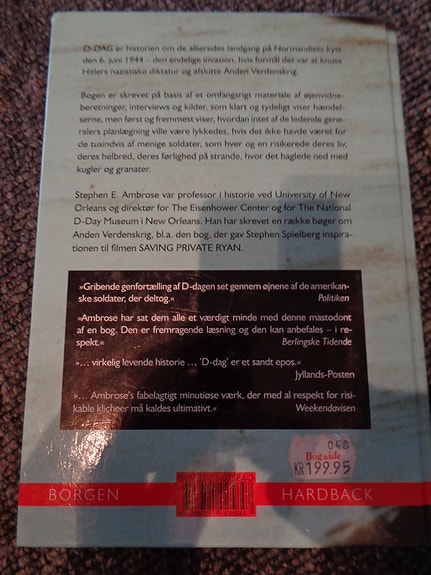 D-DAG er historien om de allieredes landgang på Normandiets kyst
den 6. juni 1944 – den endelige invasion, hvis formål det var at knuse
Hitlers nazistiske diktatur og afslutte Anden Verdenskrig.
Bogen er skrevet på basis af et omfangsrigt materiale af øjenvidne-
beretninger, interviews og kilder, som klart og tydeligt viser hændel-
serne, men først og fremmest viser, hvordan intet af de ledende gene-
ralers planlægning ville være lykkedes, hvis det ikke havde været for
de tusindvis af menige soldater, som hver og en risikerede deres liv,
deres helbred, deres førlighed på strande, hvor det haglede ned med
kugler og granater.
Stephen E. Ambrose var professor i historie ved University of New
Orleans og direktør for The Eisenhower Center og for The National
D-Day Museum i New Orleans. Han har skrevet en række bøger om
Anden Verdenskrig, bl.a. den bog, der gav Stephen Spielberg inspira-
tionen til filmen SAVING PRIVATE RYAN.
»Gribende genfortælling af D-dagen set gennem øjnene af de amerikan-
ske soldater, der deltog.« Politiken
»Ambrose har sat dem alle et værdigt minde med denne mastodont
af en bog. Den er fremragende læsning og den kan anbefales – i re-
spekt.« Berlingske Tidende
»... virkelig levende historie ... 'D-dag' er et sandt epos.«
Jyllands-Posten
»... Ambrose's fabelagtigt minutiøse værk, der med al respekt for risi-
kable klicheer må kaldes ultimativt.« Weekendavisen
048
Bog&ide
KR 199.95
BORGEN HARDBACK